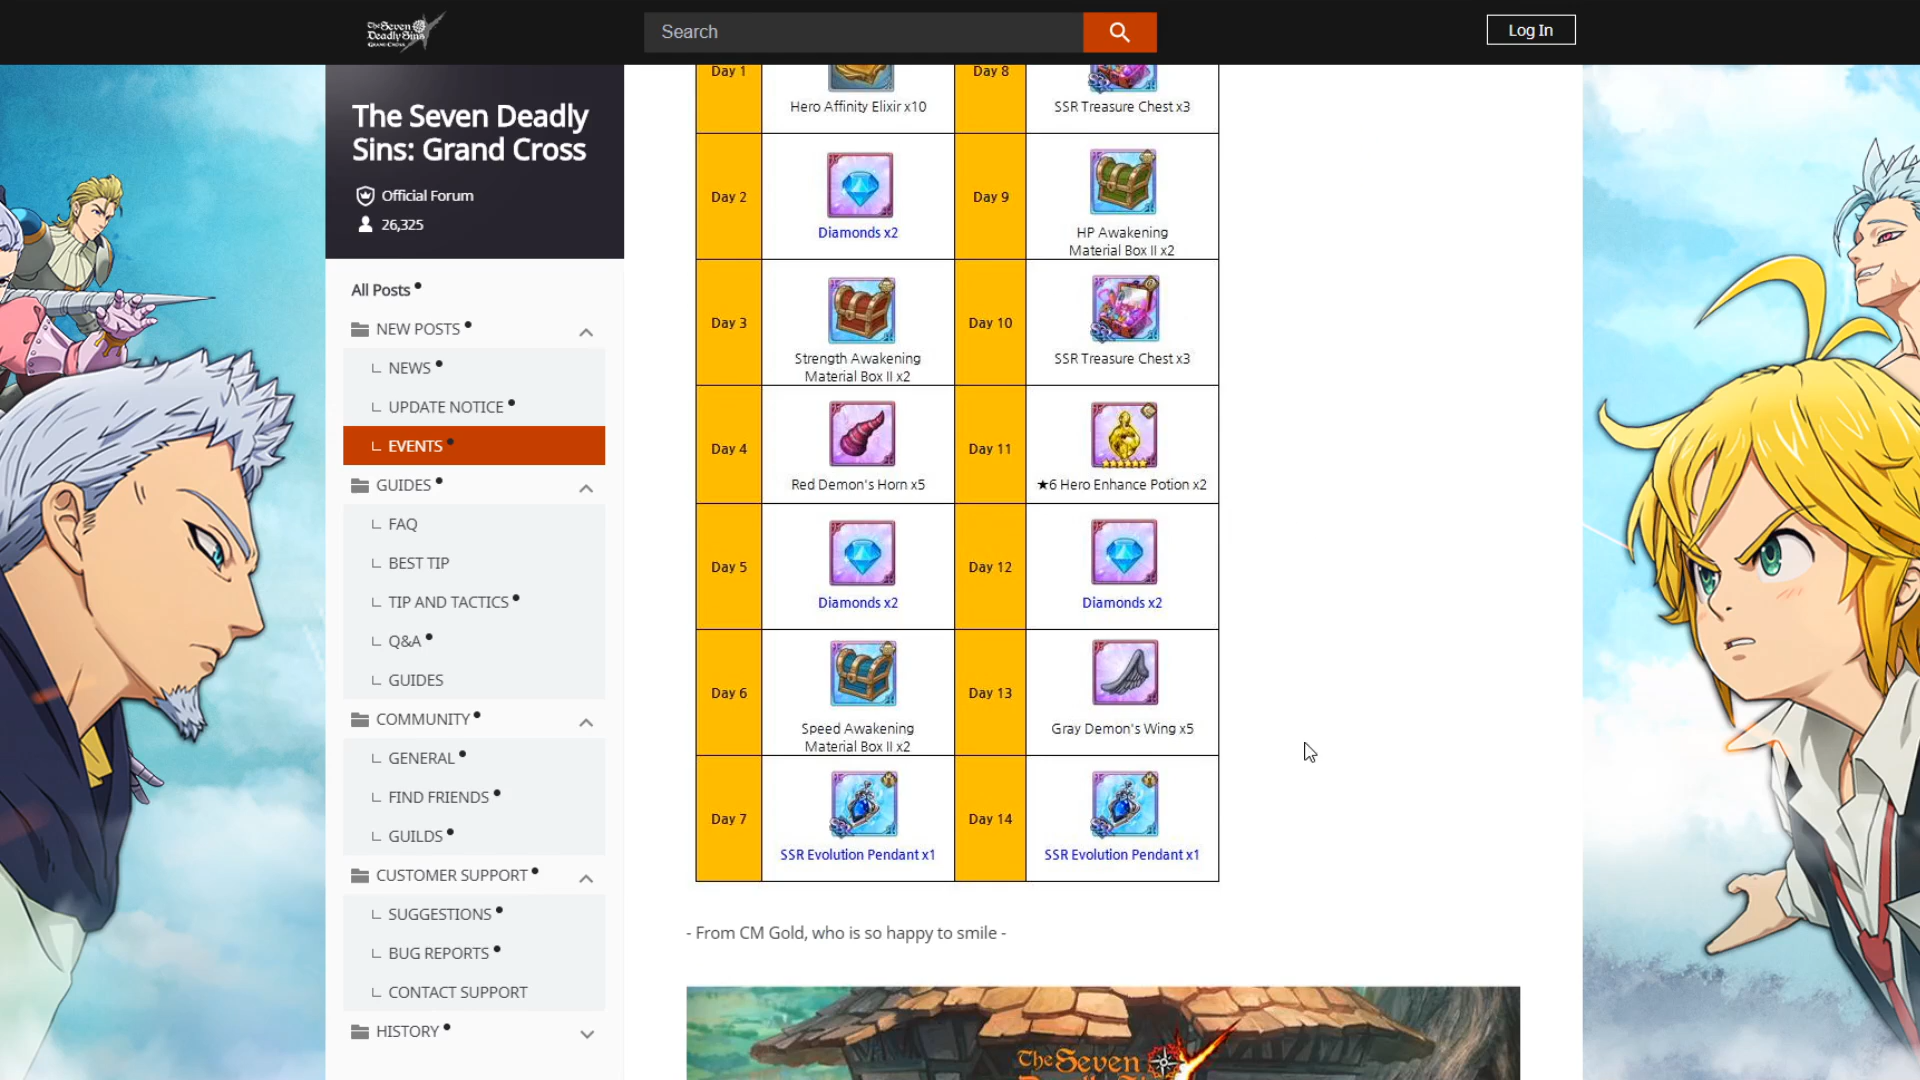 The Seven
Deadly Sins
GRAND CROSS
Search
Log In
The Seven Deadly
Sins: Grand Cross
Official Forum
26,325
All Posts
NEW POSTS
NEWS
UPDATE NOTICE
EVENTS
GUIDES
FAQ
BEST TIP
TIP AND TACTICS
Q&A
GUIDES
COMMUNITY
GENERAL
FIND FRIENDS
GUILDS
CUSTOMER SUPPORT
SUGGESTIONS
BUG REPORTS
CONTACT SUPPORT
HISTORY
Day 1
Hero Affinity Elixir x10
Day 8
SSR Treasure Chest x3
Day 2
Diamonds x2
Day 9
HP Awakening
Material Box II x2
Day 3
Strength Awakening
Material Box II x2
Day 10
SSR Treasure Chest x3
Day 4
Red Demon's Horn x5
Day 11
★6 Hero Enhance Potion x2
Day 5
Diamonds x2
Day 12
Diamonds x2
Day 6
Speed Awakening
Material Box II x2
Day 13
Gray Demon's Wing x5
Day 7
SSR Evolution Pendant x1
Day 14
SSR Evolution Pendant x1
- From CM Gold, who is so happy to smile -
The Seven